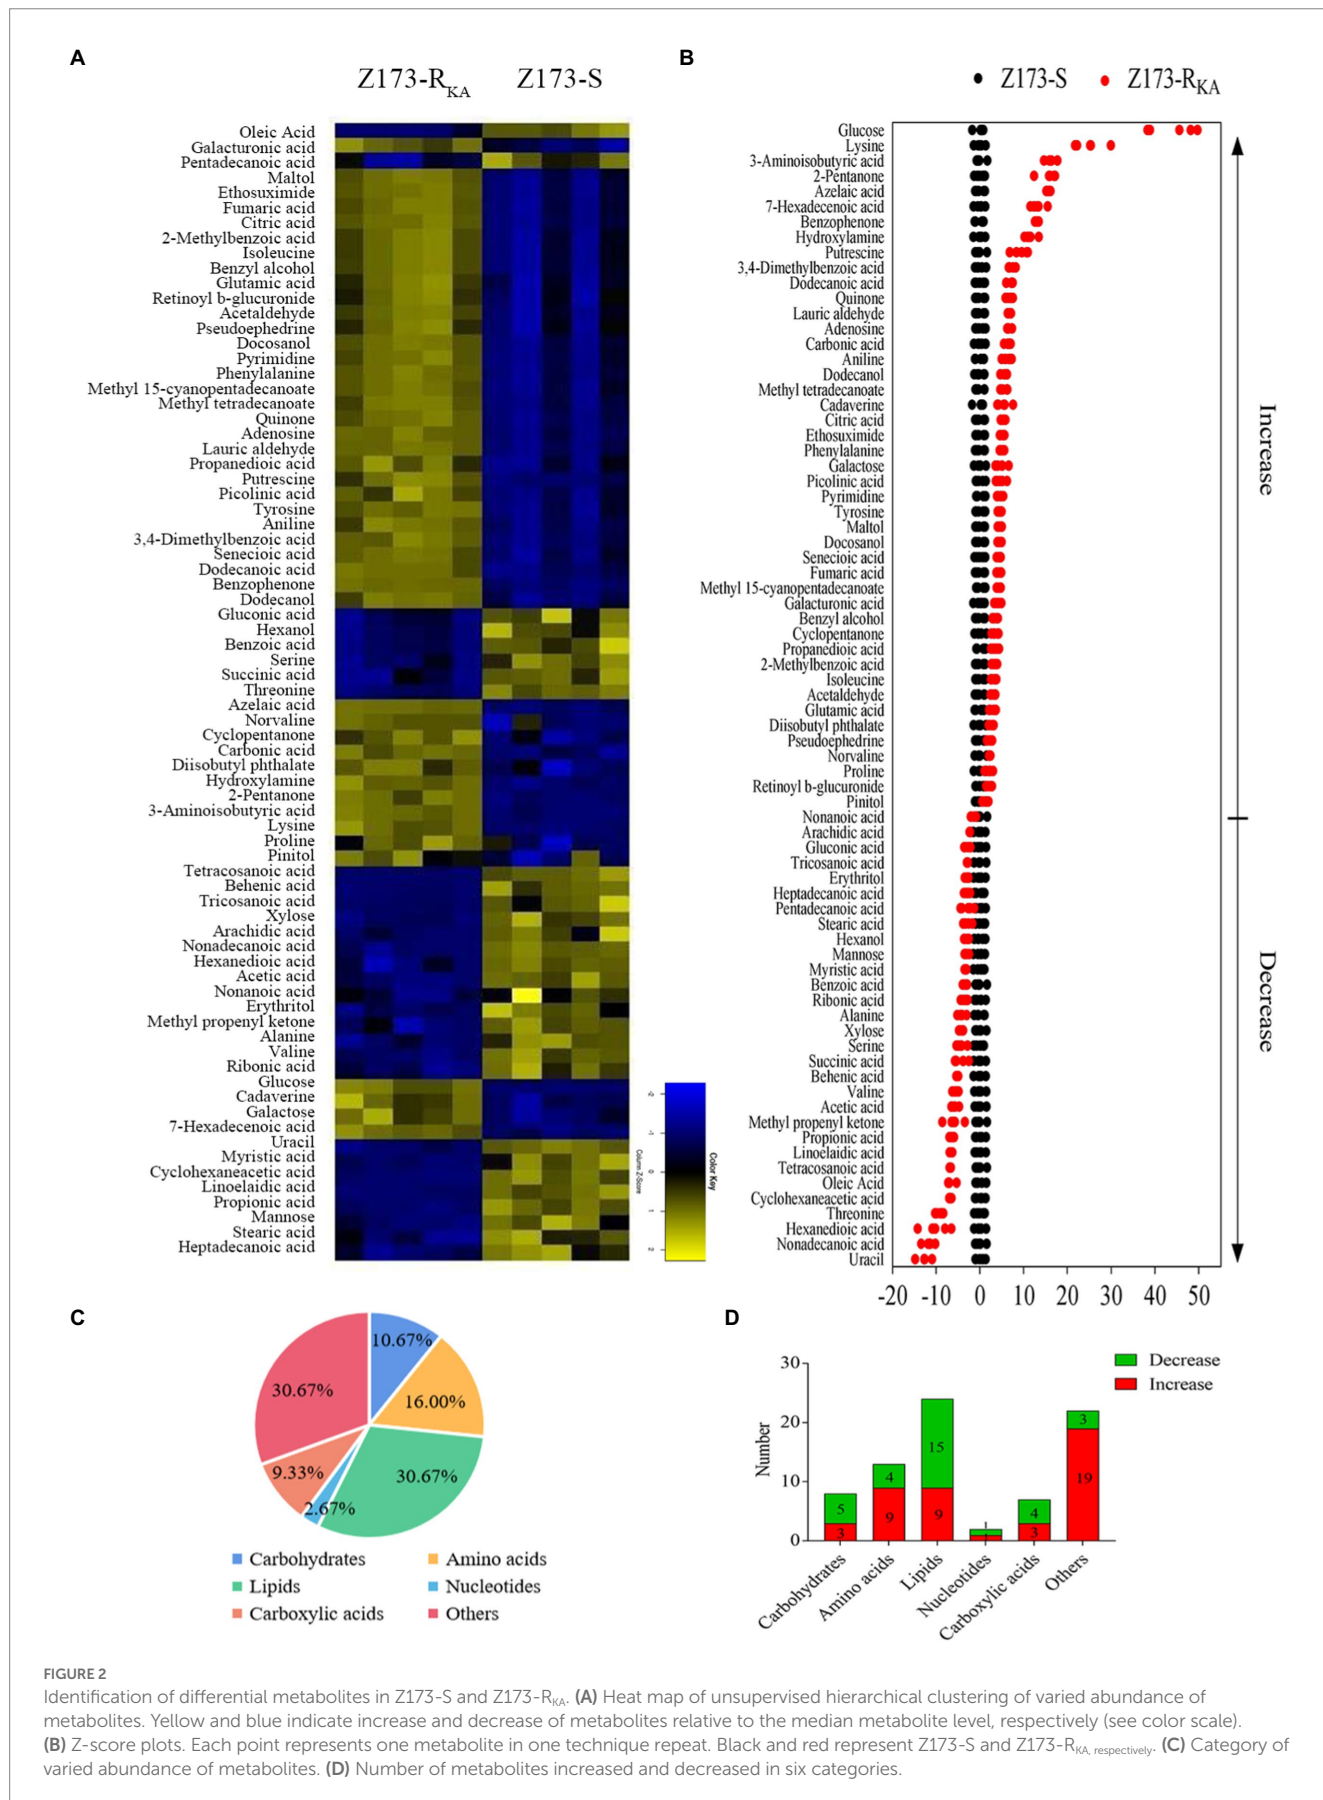 A
Z173-RKA
Z173-S
Oleic Acid
Galacturonic acid
Pentadecanoic acid
Maltol
Ethosuximide
Fumaric acid
Citric acid
2-Methylbenzoic acid
Isoleucine
Benzyl alcohol
Glutamic acid
Retinoyl b-glucuronide
Acetaldehyde
Pseudoephedrine
Docosanol
Pyrimidine
Phenylalanine
Methyl 15-cyanopentadecanoate
Methyl tetradecanoate
Quinone
Adenosine
Lauric aldehyde
Propanedioic acid
Putrescine
Picolinic acid
Tyrosine
Aniline
3,4-Dimethylbenzoic acid
Senecioic acid
Dodecanoic acid
Benzophenone
Dodecanol
Gluconic acid
Hexanol
Benzoic acid
Serine
Succinic acid
Threonine
Azelaic acid
Norvaline
Cyclopentanone
Carbonic acid
Diisobutyl phthalate
Hydroxylamine
2-Pentanone
3-Aminoisobutyric acid
Lysine
Proline
Pinitol
Tetracosanoic acid
Behenic acid
Tricosanoic acid
Xylose
Arachidic acid
Nonadecanoic acid
Hexanedioic acid
Acetic acid
Nonanoic acid
Erythritol
Methyl propenyl ketone
Alanine
Valine
Ribonic acid
Glucose
Cadaverine
Galactose
7-Hexadecenoic acid
Uracil
Myristic acid
Cyclohexaneacetic acid
Linoelaidic acid
Propionic acid
Mannose
Stearic acid
Heptadecanoic acid
-2
-1
0
1
2
Column Z-Score
Color Key
B
Z173-S
Z173-RKA
Glucose
Lysine
3-Aminoisobutyric acid
2-Pentanone
Azelaic acid
7-Hexadecenoic acid
Benzophenone
Hydroxylamine
Putrescine
3,4-Dimethylbenzoic acid
Dodecanoic acid
Quinone
Lauric aldehyde
Adenosine
Carbonic acid
Aniline
Dodecanol
Methyl tetradecanoate
Cadaverine
Citric acid
Ethosuximide
Phenylalanine
Galactose
Picolinic acid
Pyrimidine
Tyrosine
Maltol
Docosanol
Senecioic acid
Fumaric acid
Methyl 15-cyanopentadecanoate
Galacturonic acid
Benzyl alcohol
Cyclopentanone
Propanedioic acid
2-Methylbenzoic acid
Isoleucine
Acetaldehyde
Glutamic acid
Diisobutyl phthalate
Pseudoephedrine
Norvaline
Proline
Retinoyl b-glucuronide
Pinitol
Nonanoic acid
Arachidic acid
Gluconic acid
Tricosanoic acid
Erythritol
Heptadecanoic acid
Pentadecanoic acid
Stearic acid
Hexanol
Mannose
Myristic acid
Benzoic acid
Ribonic acid
Alanine
Xylose
Serine
Succinic acid
Behenic acid
Valine
Acetic acid
Methyl propenyl ketone
Propionic acid
Linoelaidic acid
Tetracosanoic acid
Oleic Acid
Cyclohexaneacetic acid
Threonine
Hexanedioic acid
Nonadecanoic acid
Uracil
Increase
Decrease
-20 -10 0 10 20 30 40 50
C
10.67%
16.00%
30.67%
2.67%
9.33%
30.67%
Carbohydrates
Amino acids
Lipids
Nucleotides
Carboxylic acids
Others
D
Decrease
Increase
Number
30
20
10
0
5
3
4
9
15
9
1
1
4
3
3
19
Carbohydrates
Amino acids
Lipids
Nucleotides
Carboxylic acids
Others
FIGURE 2
Identification of differential metabolites in Z173-S and Z173-RKA. (A) Heat map of unsupervised hierarchical clustering of varied abundance of
metabolites. Yellow and blue indicate increase and decrease of metabolites relative to the median metabolite level, respectively (see color scale).
(B) Z-score plots. Each point represents one metabolite in one technique repeat. Black and red represent Z173-S and Z173-RKA, respectively. (C) Category of
varied abundance of metabolites. (D) Number of metabolites increased and decreased in six categories.